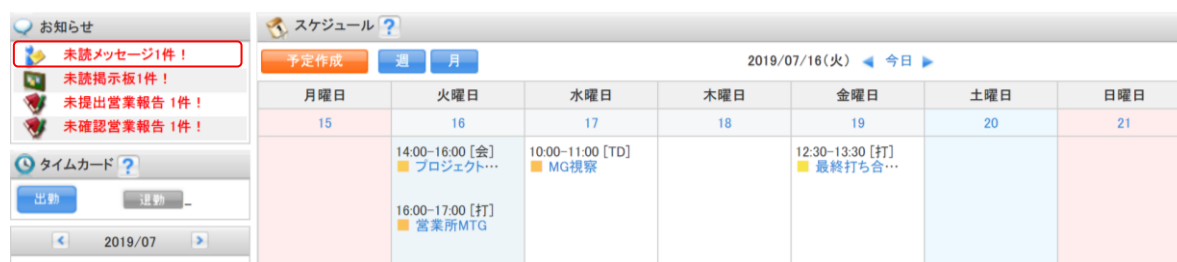 お知らせ
未読メッセージ1件！
未読掲示板1件！
未提出営業報告 1件！
未確認営業報告 1件！
タイムカード ?
出勤 退勤 _
< 2019/07 >
スケジュール ?
予定作成 週 月 2019/07/16(火) ◀ 今日 ▶
月曜日 火曜日 水曜日 木曜日 金曜日 土曜日 日曜日
15 16 17 18 19 20 21
14:00-16:00 [会] 10:00-11:00 [TD] 12:30-13:30 [打]
プロジェクト… MG視察 最終打ち合…
16:00-17:00 [打]
営業所MTG